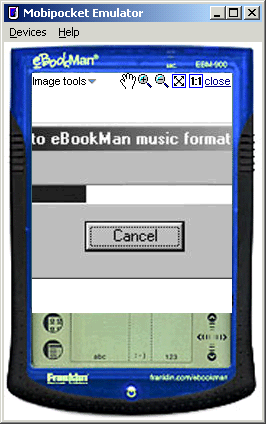 Mobipocket Emulator
Devices Help
eBookMan
EBM-900
Image tools 1:1 close
to eBookMan music format
Cancel
abc :-) 123
Franklin
franklin.com/ebookman